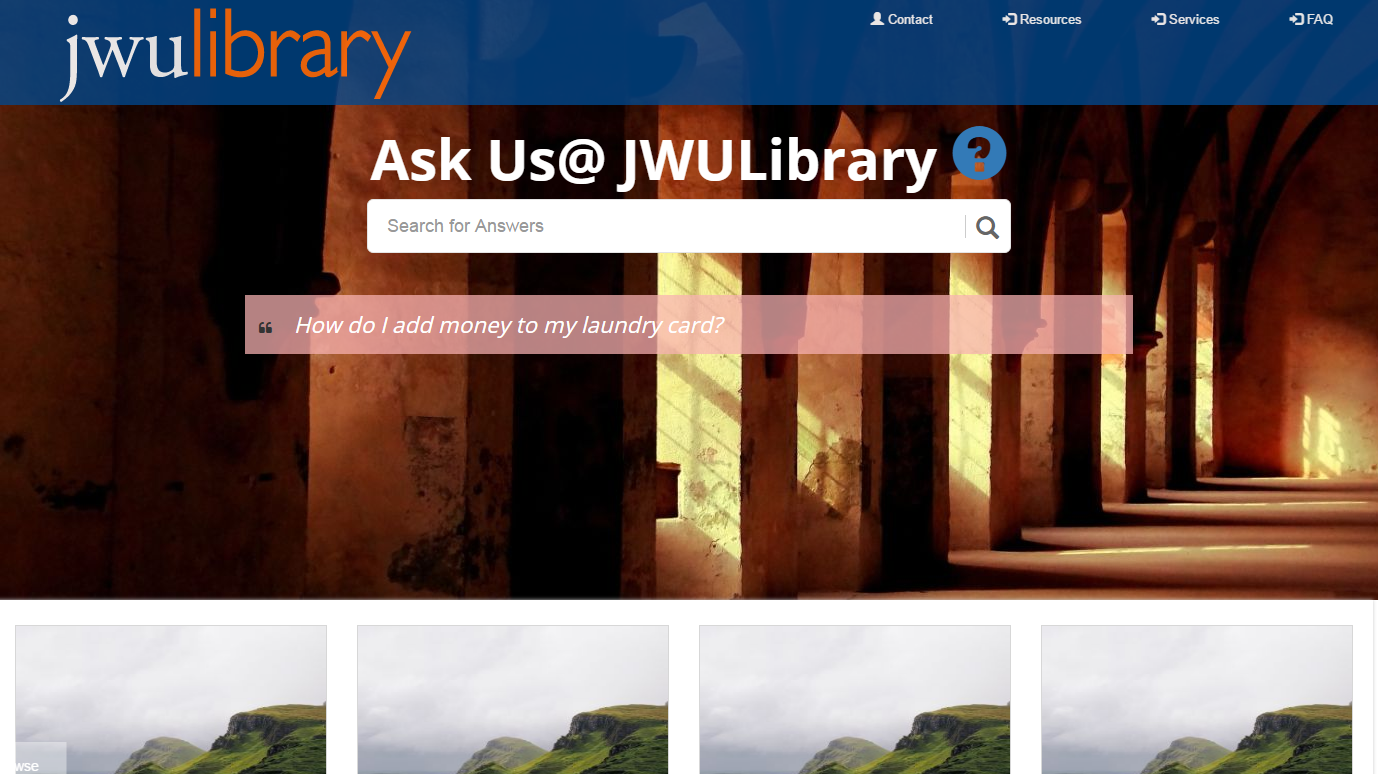 jwulibrary
Contact
Resources
Services
FAQ
Ask Us@ JWULibrary ?
Search for Answers
How do I add money to my laundry card?
wse